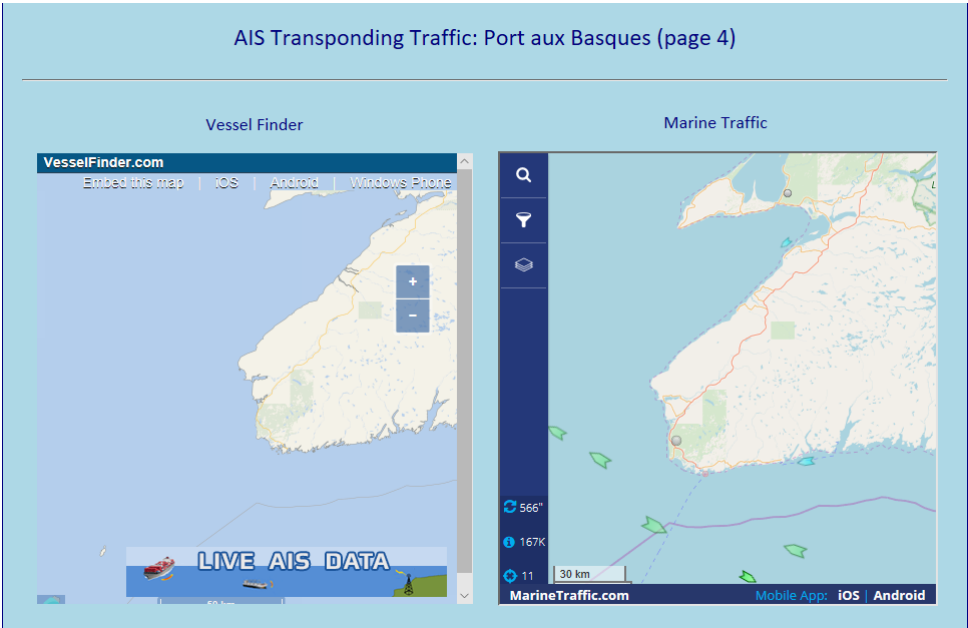 AIS Transponding Traffic: Port aux Basques (page 4)
Vessel Finder
VesselFinder.com
Embed this map | iOS | Android | Windows Phone
+
−
LIVE AIS DATA
Marine Traffic
566"
167K
11
30 km
MarineTraffic.com
Mobile App: iOS | Android